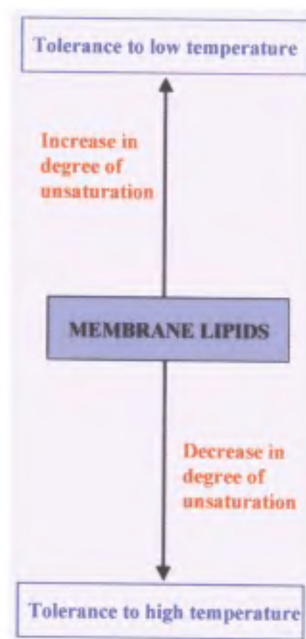 Tolerance to low temperature
Increase in
degree of
unsaturation
MEMBRANE LIPIDS
Decrease in
degree of
unsaturation
Tolerance to high temperature